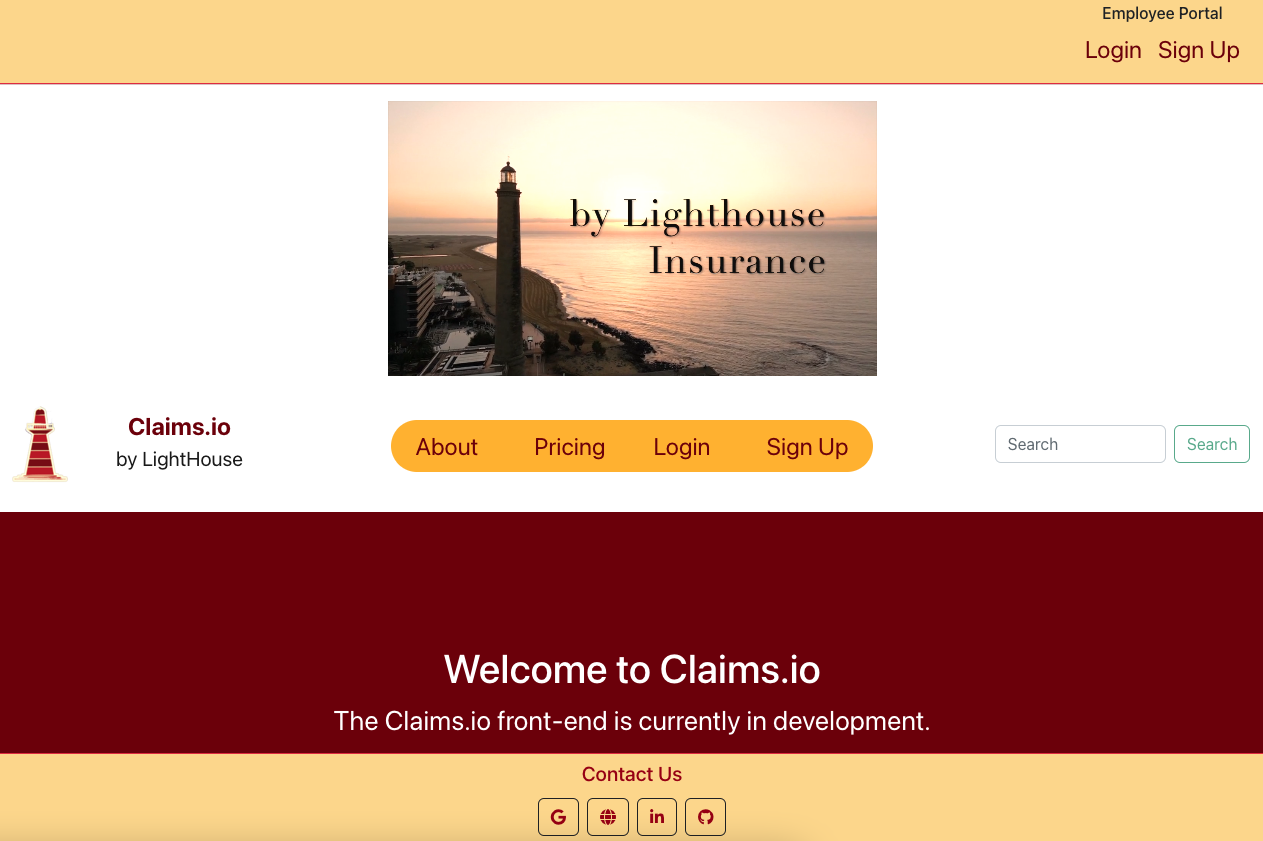 Employee Portal
Login Sign Up
by Lighthouse
Insurance
Claims.io
by LightHouse
About Pricing Login Sign Up
Search Search
Welcome to Claims.io
The Claims.io front-end is currently in development.
Contact Us